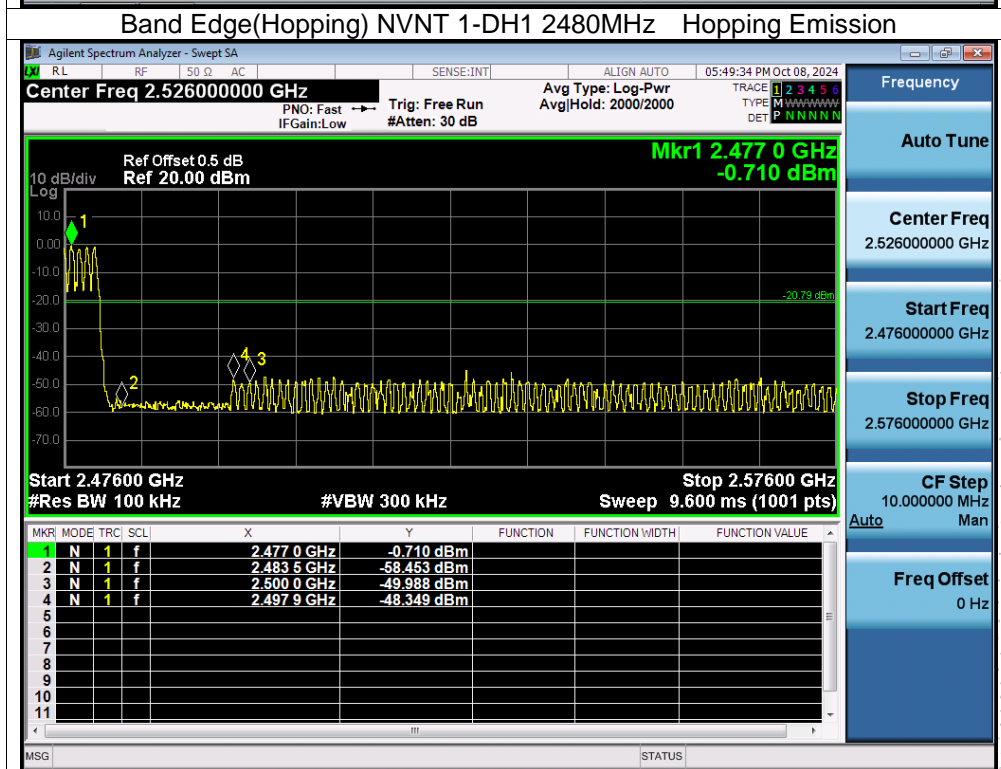 Band Edge(Hopping) NVNT 1-DH1 2480MHz Hopping Emission
Agilent Spectrum Analyzer - Swept SA
LXI RL RF 50 Ω AC SENSE:INT ALIGN AUTO 05:49:34 PM Oct 08, 2024
Center Freq 2.526000000 GHz
PNO: Fast
IFGain:Low
Trig: Free Run
#Atten: 30 dB
Avg Type: Log-Pwr
Avg|Hold: 2000/2000
TRACE 1 2 3 4 5 6
TYPE M WWWWW
DET P N N N N N
Frequency
Auto Tune
Center Freq
2.526000000 GHz
Start Freq
2.476000000 GHz
Stop Freq
2.576000000 GHz
CF Step
10.000000 MHz
Auto Man
Freq Offset
0 Hz
Mkr1 2.477 0 GHz
-0.710 dBm
Ref Offset 0.5 dB
10 dB/div Ref 20.00 dBm
Log
10.0
0.00
-10.0
-20.0
-30.0
-40.0
-50.0
-60.0
-70.0
1
-20.79 dBm
4 3
2
Start 2.47600 GHz Stop 2.57600 GHz
#Res BW 100 kHz #VBW 300 kHz Sweep 9.600 ms (1001 pts)
MKR MODE TRC SCL X Y FUNCTION FUNCTION WIDTH FUNCTION VALUE
1 N 1 f 2.477 0 GHz -0.710 dBm
2 N 1 f 2.483 5 GHz -58.453 dBm
3 N 1 f 2.500 0 GHz -49.988 dBm
4 N 1 f 2.497 9 GHz -48.349 dBm
5
6
7
8
9
10
11
MSG STATUS